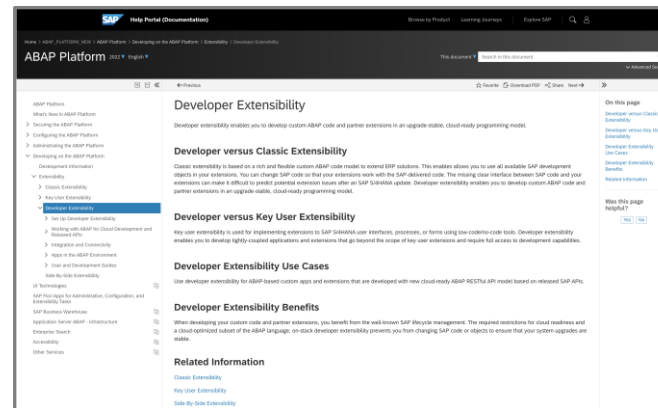 SAP Help Portal (Documentation)
Browse by Product Learning Journeys Explore SAP
Home > ABAP_PLATFORM_NEW > ABAP Platform > Developing on the ABAP Platform > Extensibility > Developer Extensibility
ABAP Platform 2022 English
This document Search in this document
Advanced Sea
Previous
Favorite Download PDF Share Next
ABAP Platform
What's New in ABAP Platform
Securing the ABAP Platform
Configuring the ABAP Platform
Administrating the ABAP Platform
Developing on the ABAP Platform
Development Information
Extensibility
Classic Extensibility
Key User Extensibility
Developer Extensibility
Set Up Developer Extensibility
Working with ABAP for Cloud Development and
Released APIs
Integration and Connectivity
Apps in the ABAP Environment
User and Development Guides
Side-By-Side Extensibility
UI Technologies
SAP Fiori Apps for Administration, Configuration, and
Extensibility Tasks
SAP Business Warehouse
Application Server ABAP - Infrastructure
Enterprise Search
Accessibility
Other Services
Developer Extensibility
Developer extensibility enables you to develop custom ABAP code and partner extensions in an upgrade-stable, cloud-ready programming model.
Developer versus Classic Extensibility
Classic extensibility is based on a rich and flexible custom ABAP code model to extend ERP solutions. This enables allows you to use all available SAP development
objects in your extensions. You can change SAP code so that your extensions work with the SAP-delivered code. The missing clear interface between SAP code and your
extensions can make it difficult to predict potential extension issues after an SAP S/4HANA update. Developer extensibility enables you to develop custom ABAP code and
partner extensions in an upgrade-stable, cloud-ready programming model.
Developer versus Key User Extensibility
Key user extensibility is used for implementing extensions to SAP S/4HANA user interfaces, processes, or forms using low-code/no-code tools. Developer extensibility
enables you to develop tightly-coupled applications and extensions that go beyond the scope of key user extensions and require full access to development capabilities.
Developer Extensibility Use Cases
Use developer extensibility for ABAP-based custom apps and extensions that are developed with new cloud-ready ABAP RESTful API model based on released SAP APIs.
Developer Extensibility Benefits
When developing your custom code and partner extensions, you benefit from the well-known SAP lifecycle management. The required restrictions for cloud readiness and
a cloud-optimized subset of the ABAP language, on-stack developer extensibility prevents you from changing SAP code or objects to ensure that your system upgrades are
stable.
Related Information
Classic Extensibility
Key User Extensibility
Side-By-Side Extensibility
On this page
Developer versus Classic
Extensibility
Developer versus Key Us
Extensibility
Developer Extensibility
Use Cases
Developer Extensibility
Benefits
Related Information
Was this page
helpful?
Yes No